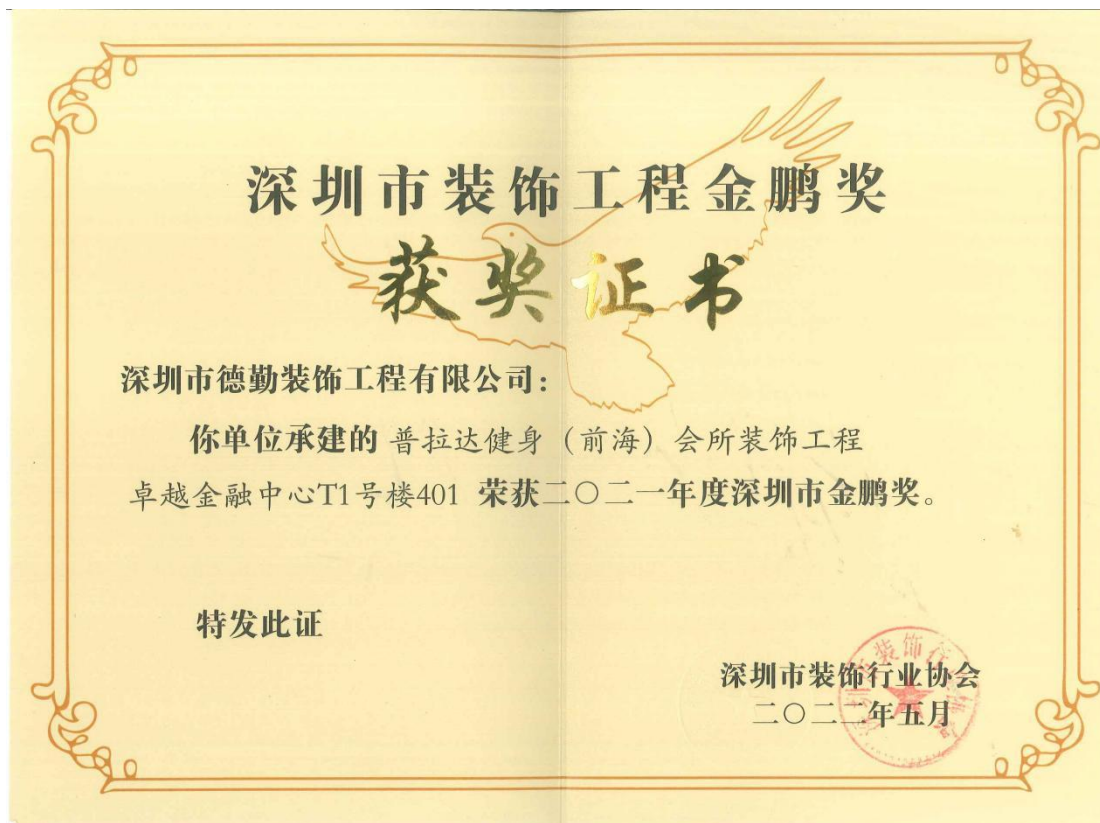 深圳市装饰工程金鹏奖
获奖证书
深圳市德勤装饰工程有限公司：
你单位承建的 普拉达健身（前海）会所装饰工程
卓越金融中心T1号楼401 荣获二〇二一年度深圳市金鹏奖。
特发此证
深圳市装饰行业协会
二〇二二年五月